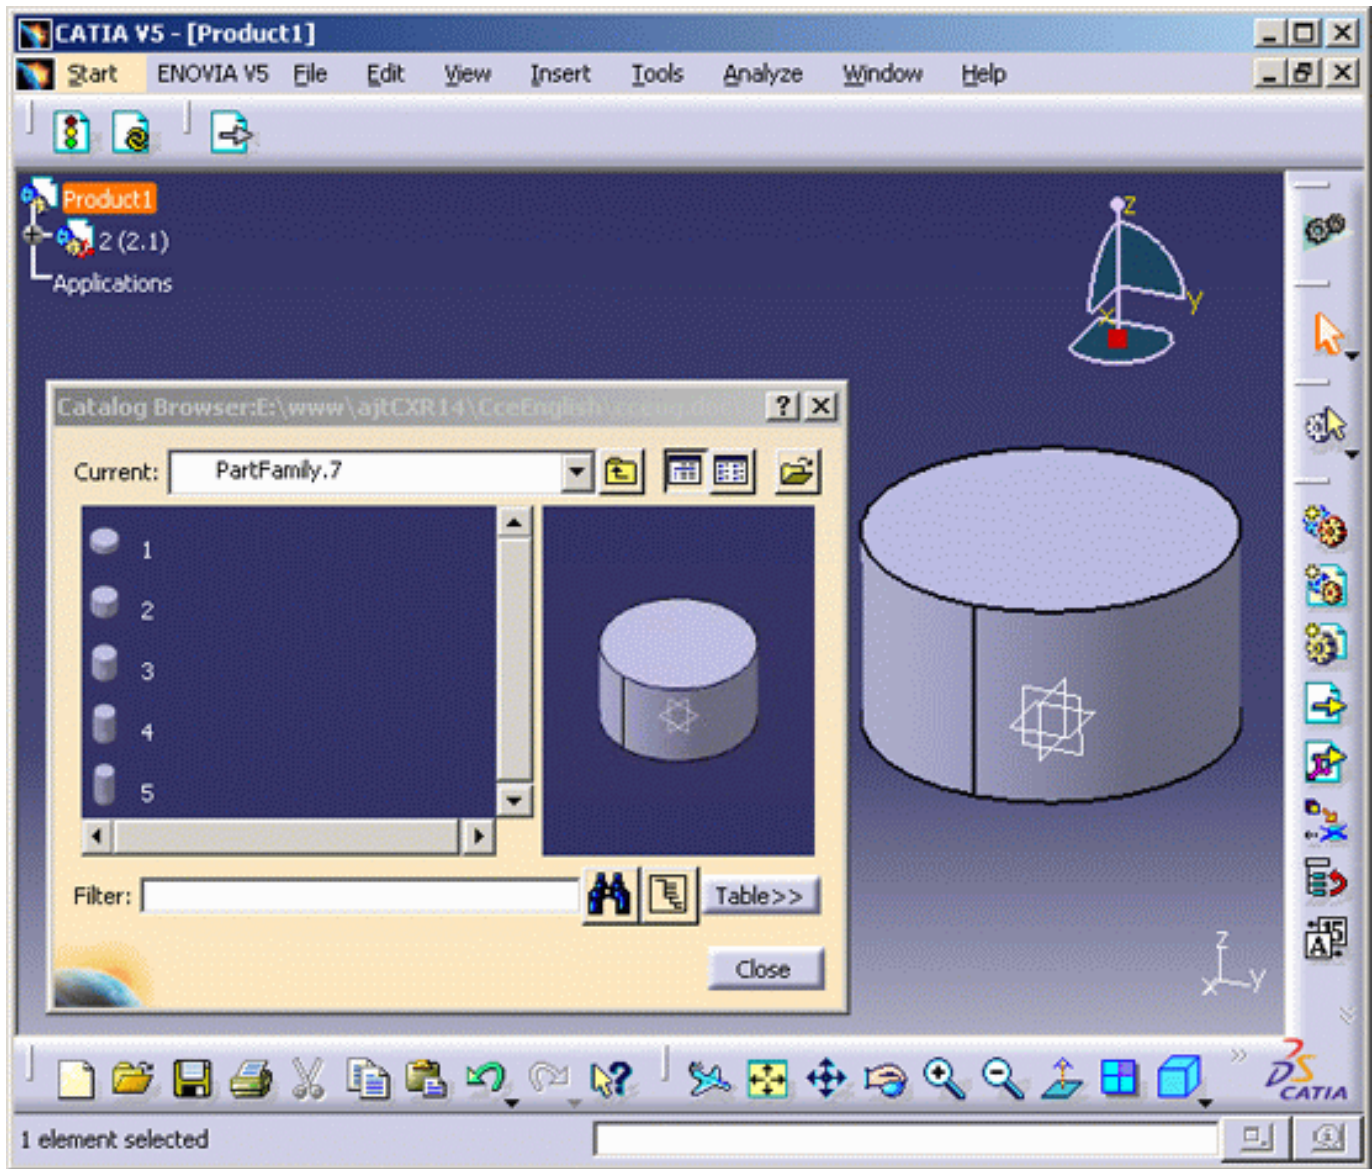 CATIA V5 - [Product1]
Start ENOVIA V5 File Edit View Insert Tools Analyze Window Help
Product1
2 (2.1)
Applications
z
y
x
Catalog Browser:E:\www\ajtCXR14\CceEnglish\
Current: PartFamily.7
1
2
3
4
5
Filter:
Table>>
Close
z
y
x
15
A
DS
CATIA
1 element selected